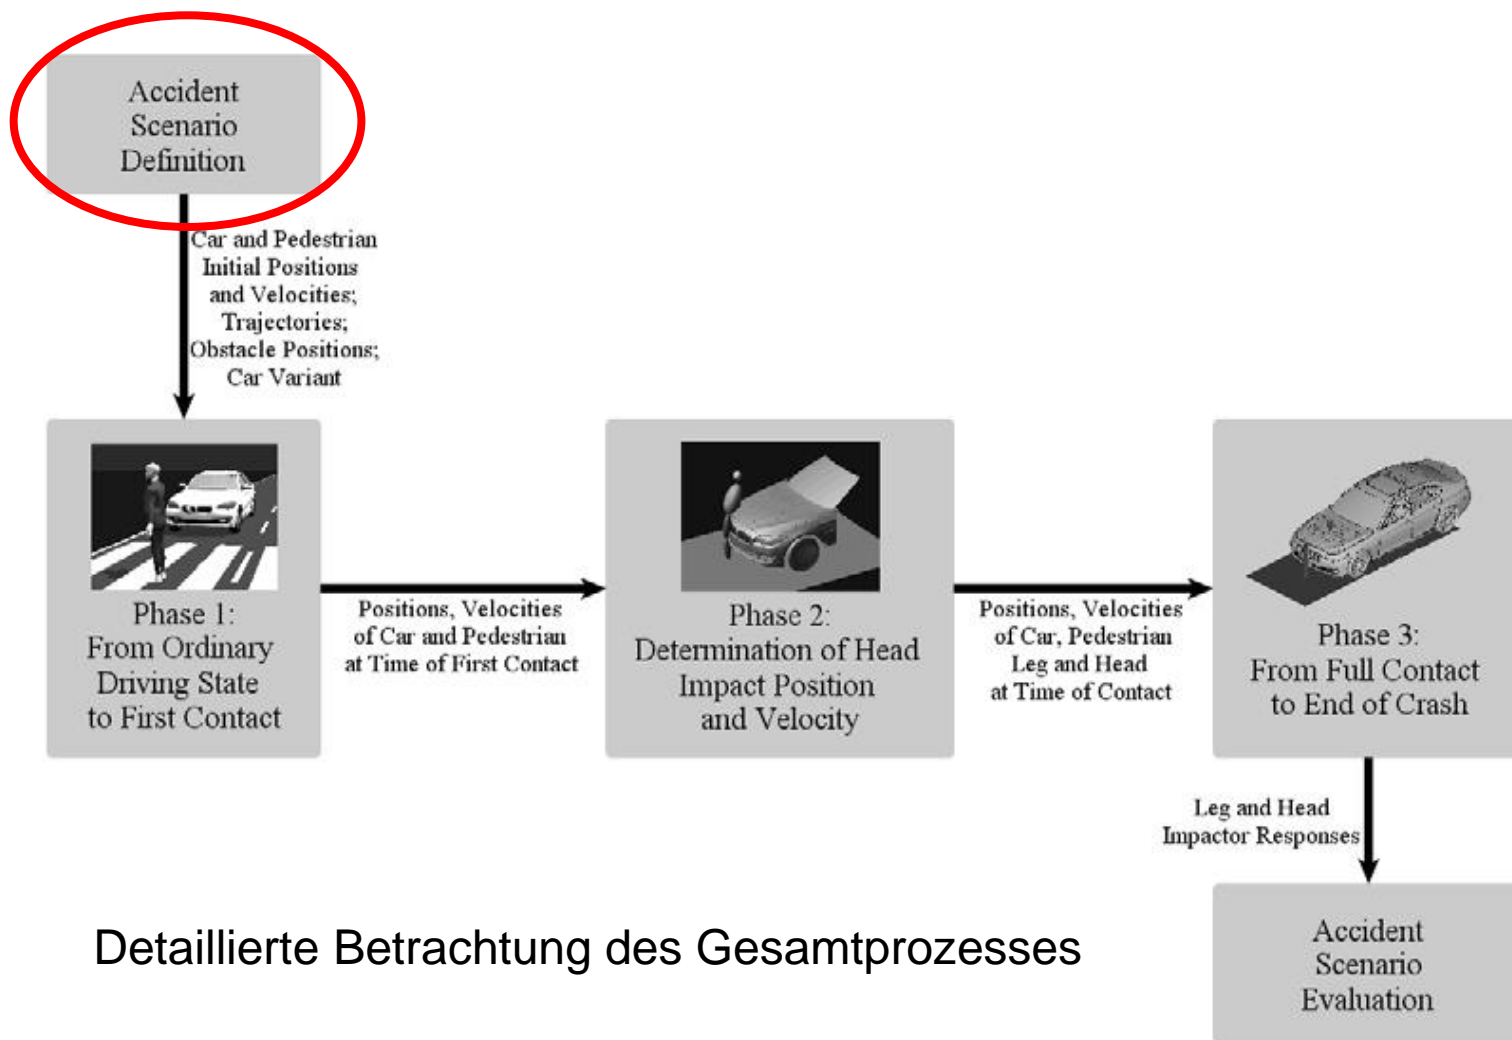 Accident
Scenario
Definition
Car and Pedestrian
Initial Positions
and Velocities;
Trajectories;
Obstacle Positions;
Car Variant
Phase 1:
From Ordinary
Driving State
to First Contact
Positions, Velocities
of Car and Pedestrian
at Time of First Contact
Phase 2:
Determination of Head
Impact Position
and Velocity
Positions, Velocities
of Car, Pedestrian
Leg and Head
at Time of Contact
Phase 3:
From Full Contact
to End of Crash
Leg and Head
Impactor Responses
Accident
Scenario
Evaluation
Detaillierte Betrachtung des Gesamtprozesses